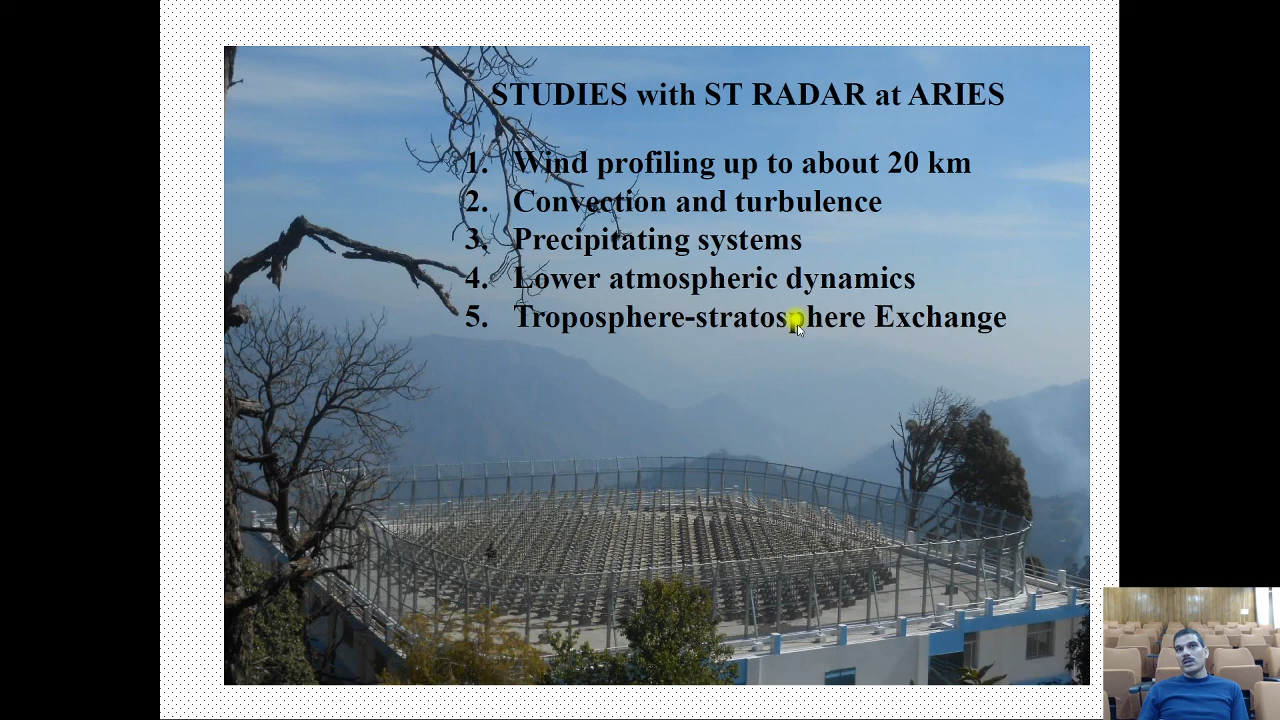 STUDIES with ST RADAR at ARIES
1. Wind profiling up to about 20 km
2. Convection and turbulence
3. Precipitating systems
4. Lower atmospheric dynamics
5. Troposphere-stratosphere Exchange